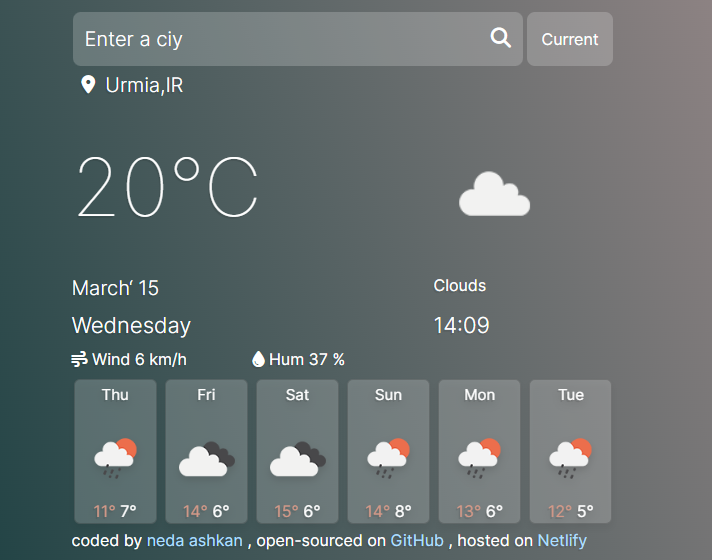 Enter a ciy
Current
Urmia,IR
20°C
March‘ 15
Clouds
Wednesday
14:09
Wind 6 km/h
Hum 37 %
Thu Fri Sat Sun Mon Tue
11° 7° 14° 6° 15° 6° 14° 8° 13° 6° 12° 5°
coded by neda ashkan , open-sourced on GitHub , hosted on Netlify